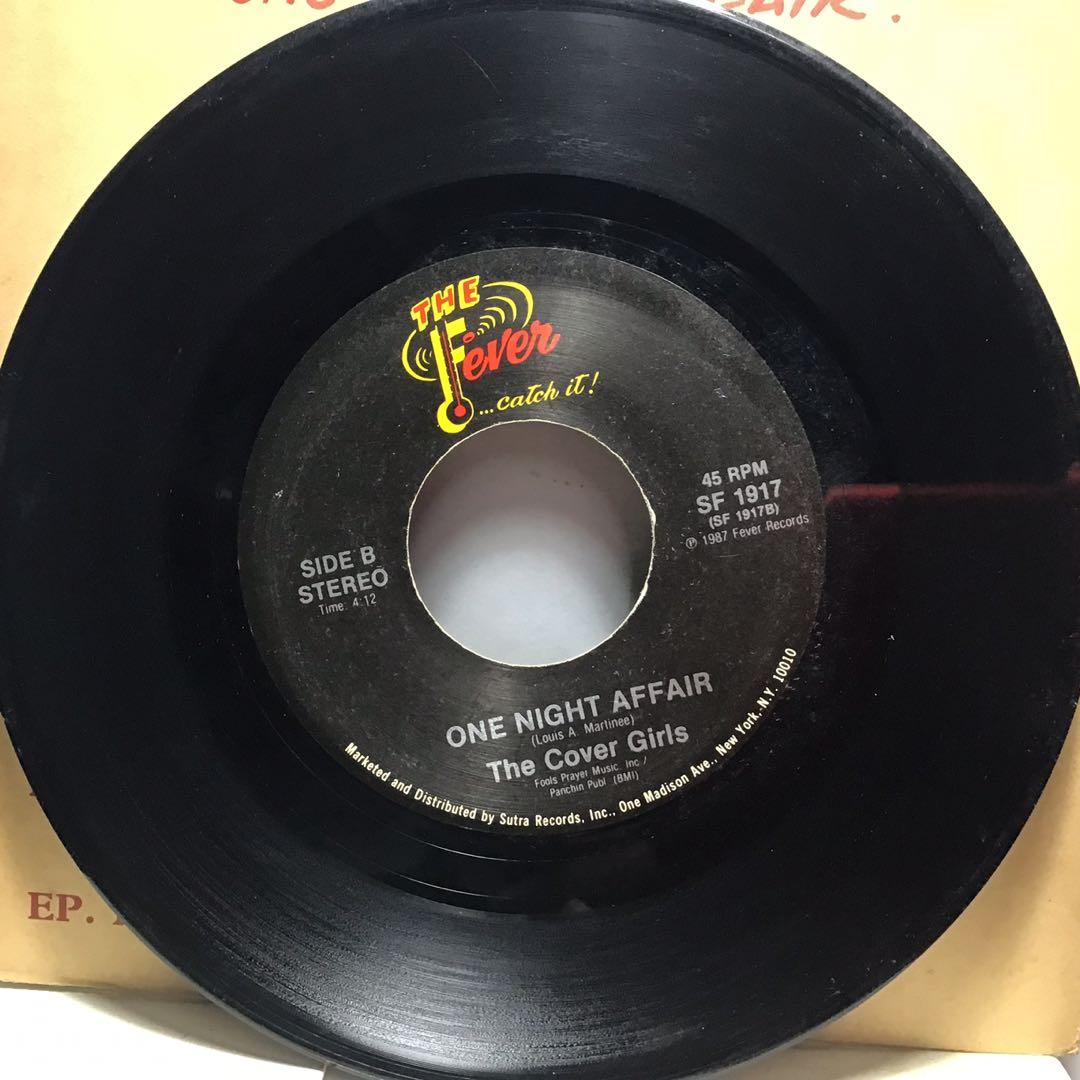 THE
Fever
...catch it!
45 RPM
SF 1917
(SF 1917B)
℗ 1987 Fever Records
SIDE B
STEREO
Time: 4:12
ONE NIGHT AFFAIR
(Louis A. Martinee)
The Cover Girls
Fools Prayer Music, Inc /
Panchin Publ (BMI)
Marketed and Distributed by Sutra Records, Inc., One Madison Ave., New York, N.Y. 10010
EP.